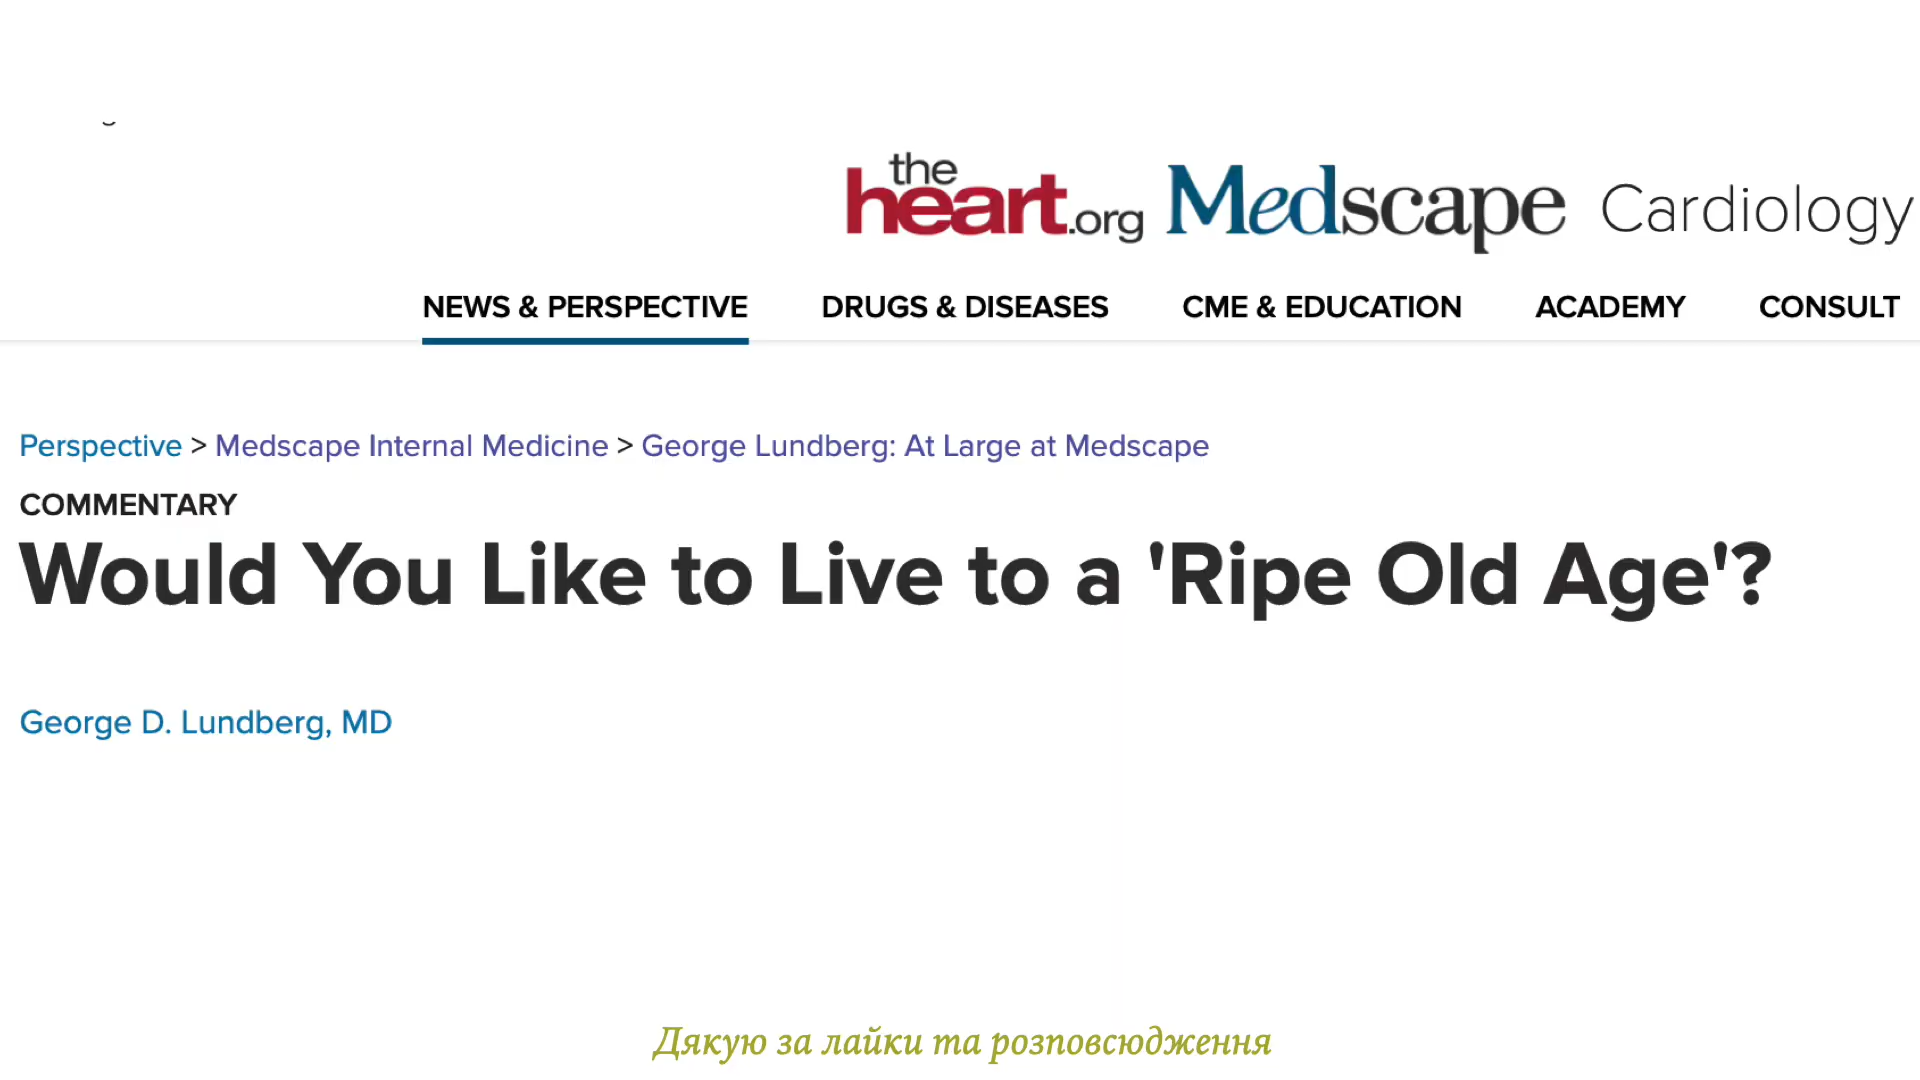 the heart.org Medscape Cardiology
NEWS & PERSPECTIVE DRUGS & DISEASES CME & EDUCATION ACADEMY CONSULT
Perspective > Medscape Internal Medicine > George Lundberg: At Large at Medscape
COMMENTARY
Would You Like to Live to a 'Ripe Old Age'?
George D. Lundberg, MD
Дякую за лайки та розповсюдження